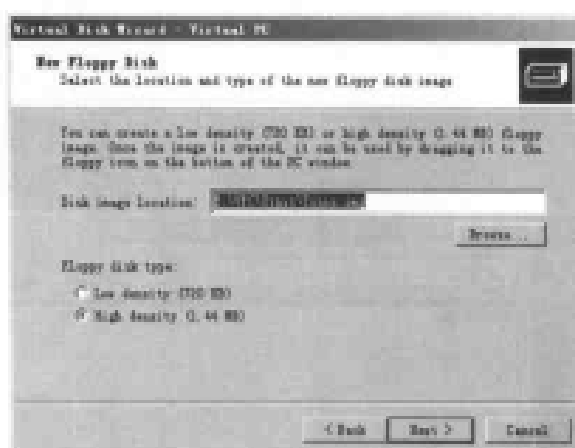 Virtual Disk Wizard - Virtual PC
New Floppy Disk
Select the location and type of the new floppy disk image
You can create a low density (720 KB) or high density (1.44 MB) floppy
image. Once the image is created, it can be used by dragging it to the
floppy icon on the bottom of the PC window
Disk image location:
Browse...
Floppy disk type:
Low density (720 KB)
High density (1.44 MB)
< Back Next > Cancel